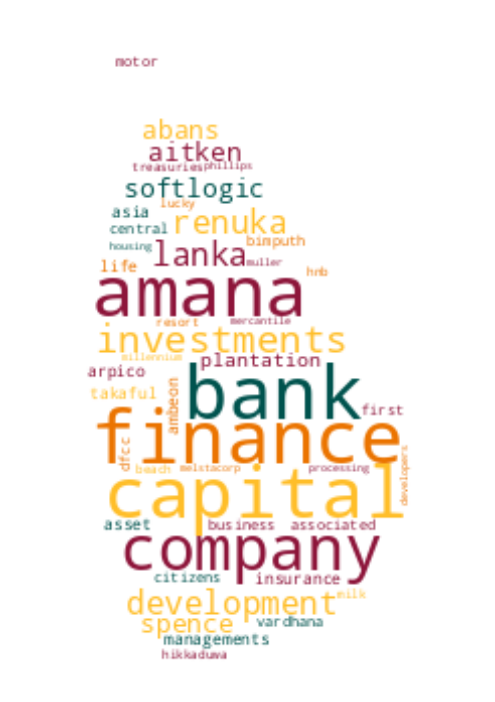 motor
abans
aitken
treasuries phillips
softlogic
lucky
asia renuka
central
bimputh
housing lanka muller
life hnb
amana
resort mercantile
investments
millennium plantation
arpico
takaful ambeon bank first
finance
dfcc beach melstacorp processing developers
capital
asset business associated
company
citizens insurance
development milk
spence vardhana
managements
hikkaduwa